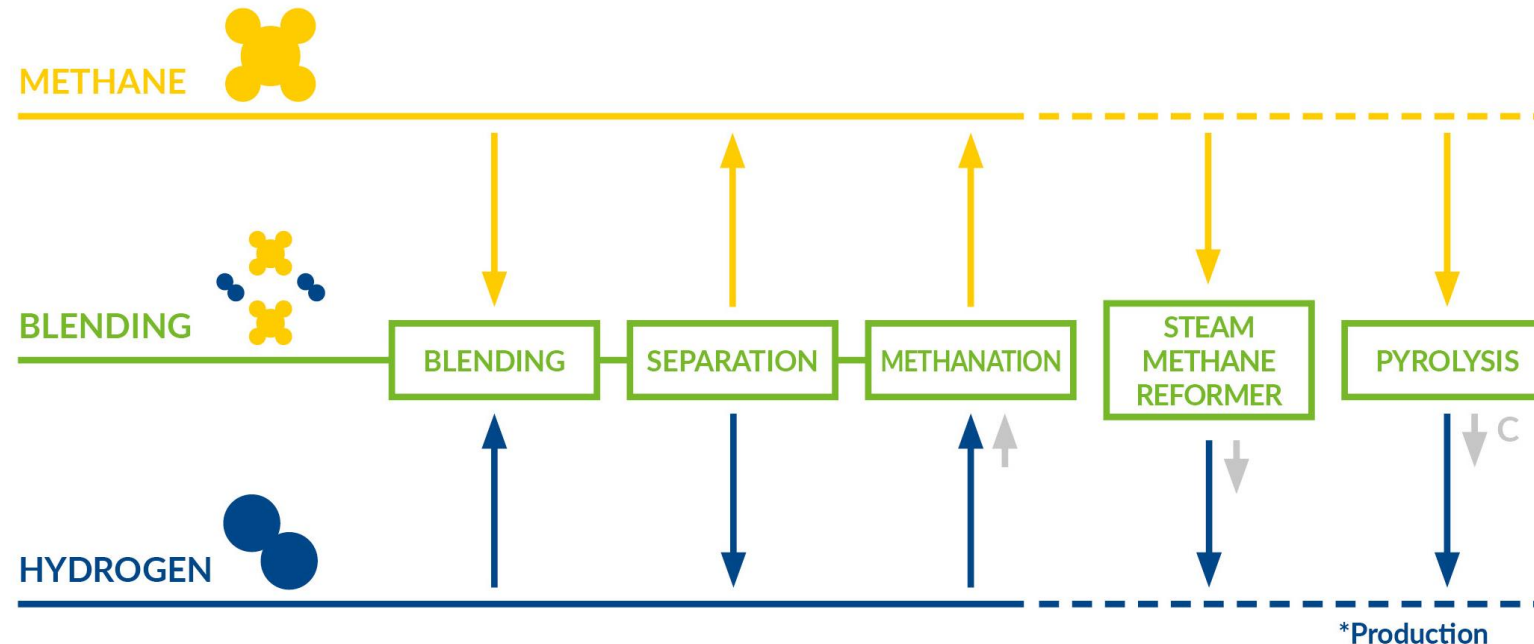 METHANE
BLENDING
BLENDING
SEPARATION
METHANATION
STEAM
METHANE
REFORMER
PYROLYSIS
C
HYDROGEN
*Production